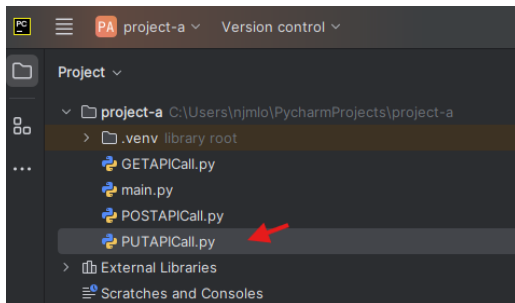 PC
PA project-a Version control
Project
project-a C:\Users\njmlo\PycharmProjects\project-a
.venv library root
GETAPICall.py
main.py
POSTAPICall.py
PUTAPICall.py
External Libraries
Scratches and Consoles